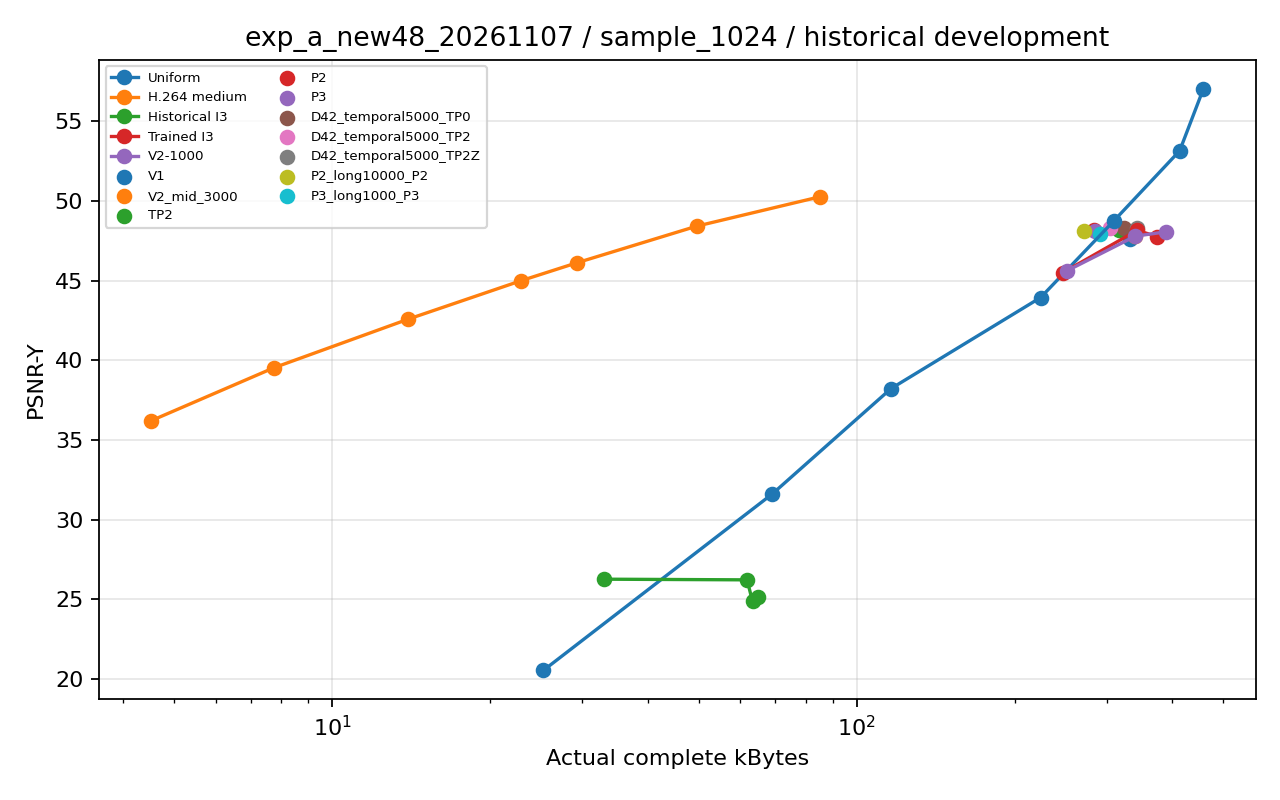 exp_a_new48_20261107 / sample_1024 / historical development
Uniform
H.264 medium
Historical I3
Trained I3
V2-1000
V1
V2_mid_3000
TP2
P2
P3
D42_temporal5000_TP0
D42_temporal5000_TP2
D42_temporal5000_TP2Z
P2_long10000_P2
P3_long1000_P3
PSNR-Y
55
50
45
40
35
30
25
20
10¹ 10²
Actual complete kBytes